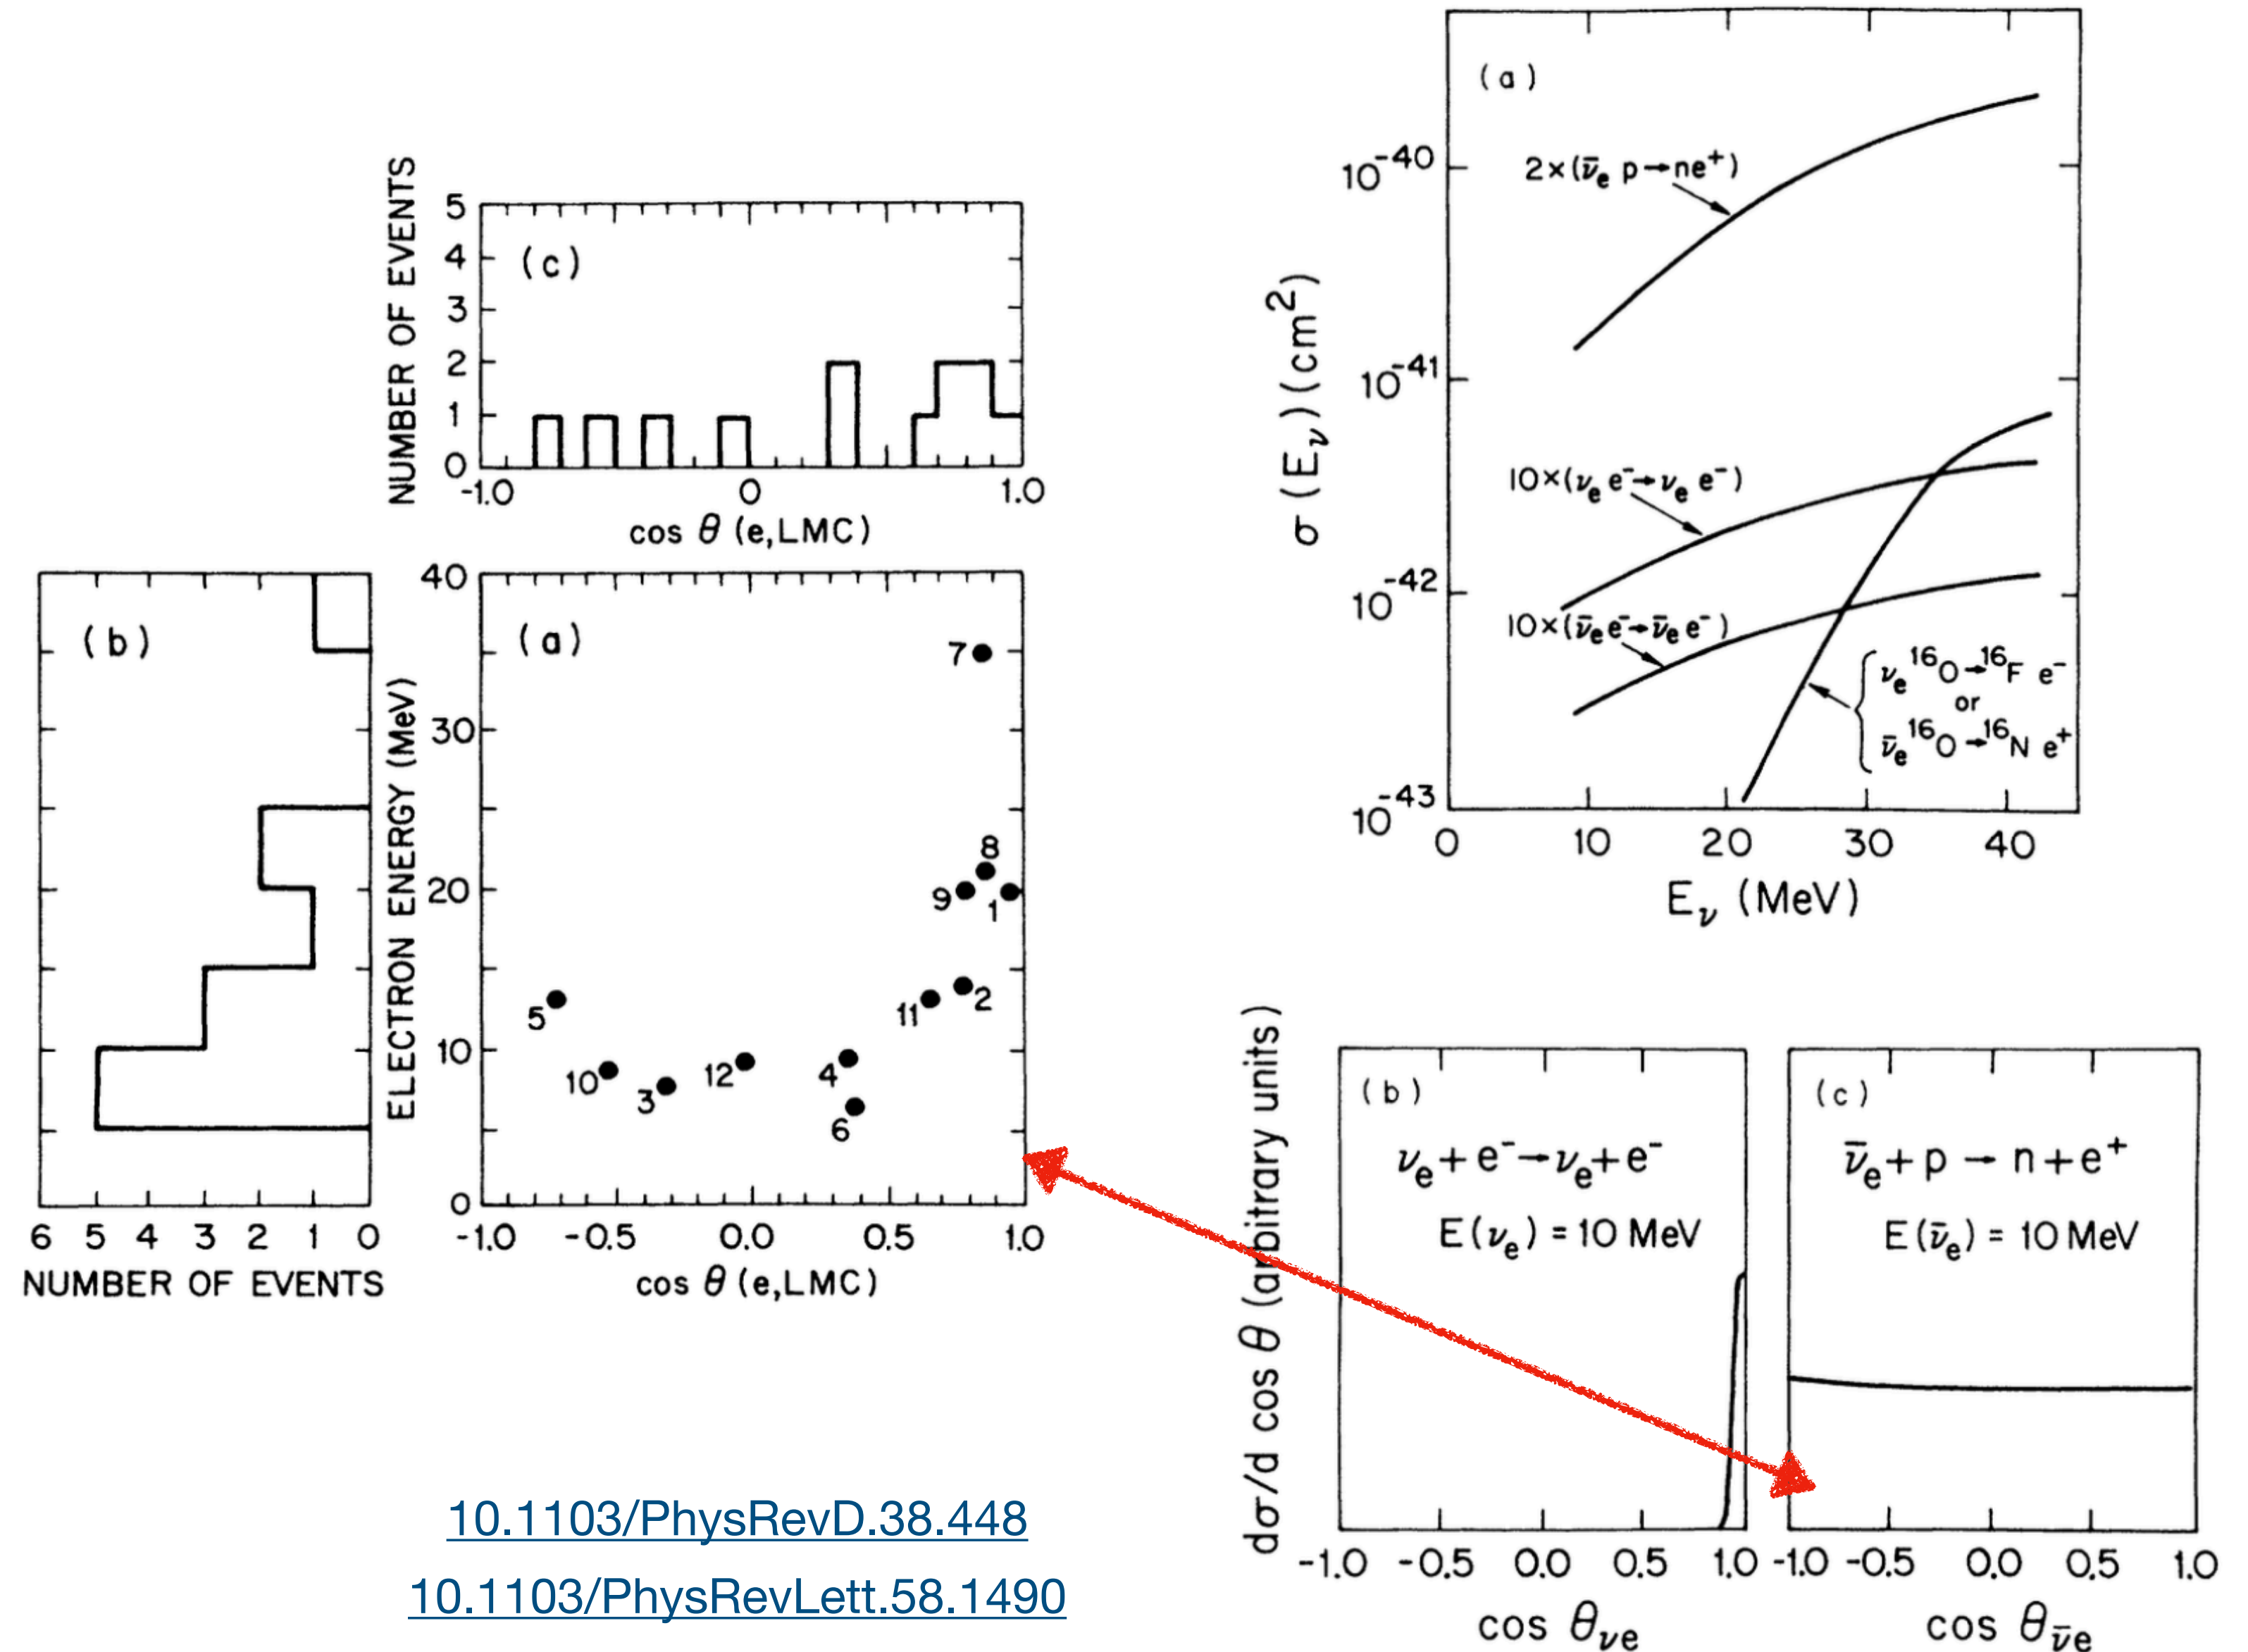 NUMBER OF EVENTS
5
4
3
2
1
0
(c)
-1.0
0
1.0
cos θ (e,LMC)
(b)
6
5
4
3
2
1
0
NUMBER OF EVENTS
ELECTRON ENERGY (MeV)
40
30
20
10
0
(a)
7
8
9
1
2
11
5
10
3
12
4
6
-1.0
-0.5
0.0
0.5
1.0
cos θ (e,LMC)
10.1103/PhysRevD.38.448
10.1103/PhysRevLett.58.1490
σ (Eν) (cm²)
10⁻⁴⁰
10⁻⁴¹
10⁻⁴²
10⁻⁴³
(a)
2×(ν̄e p→ne⁺)
10×(νe e⁻→νe e⁻)
10×(ν̄e e⁻→ν̄e e⁻)
νe ¹⁶O→¹⁶F e⁻
or
ν̄e ¹⁶O→¹⁶N e⁺
0
10
20
30
40
Eν (MeV)
dσ/d cos θ (arbitrary units)
(b)
νe+e⁻→νe+e⁻
E(νe) = 10 MeV
-1.0
-0.5
0.0
0.5
1.0
cos θνe
(c)
ν̄e+p→n+e⁺
E(ν̄e) = 10 MeV
-1.0
-0.5
0.0
0.5
1.0
cos θν̄e